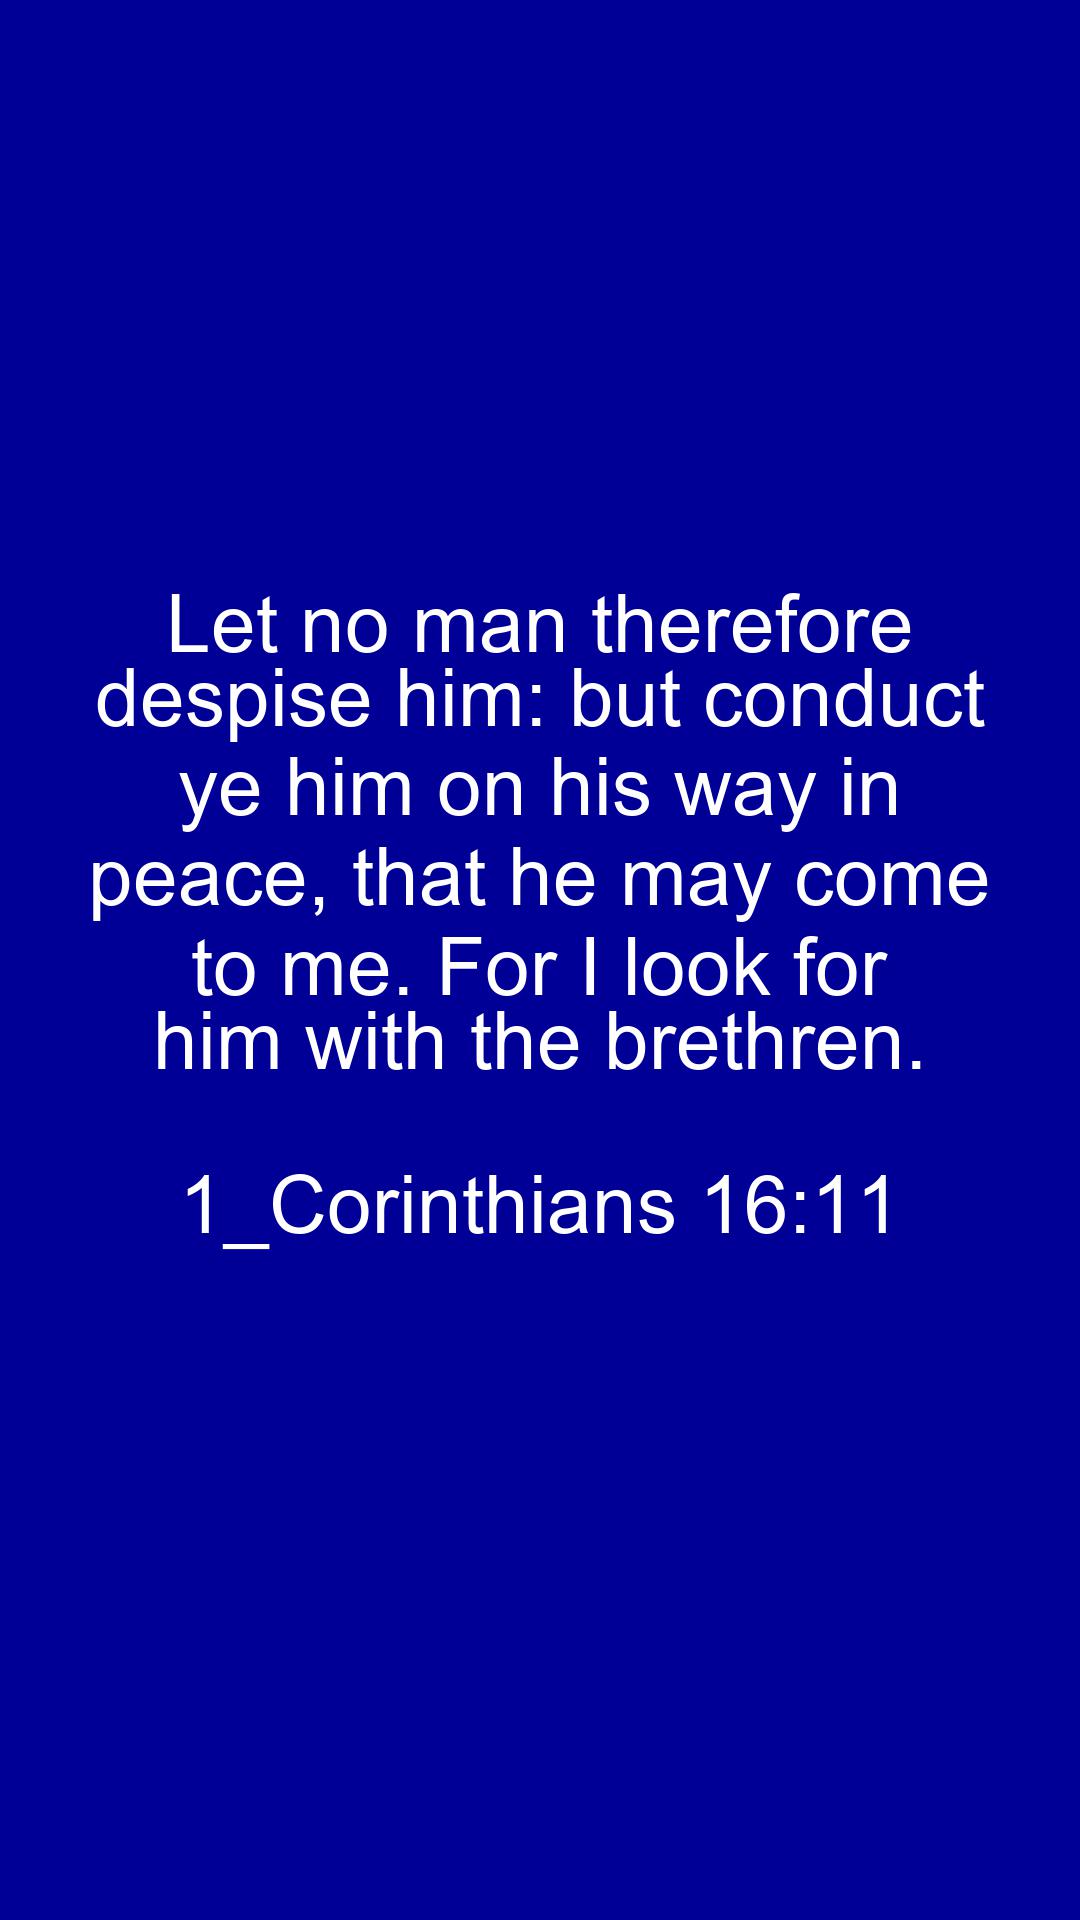 Let no man therefore
despise him: but conduct
ye him on his way in
peace, that he may come
to me. For I look for
him with the brethren.
1_Corinthians 16:11